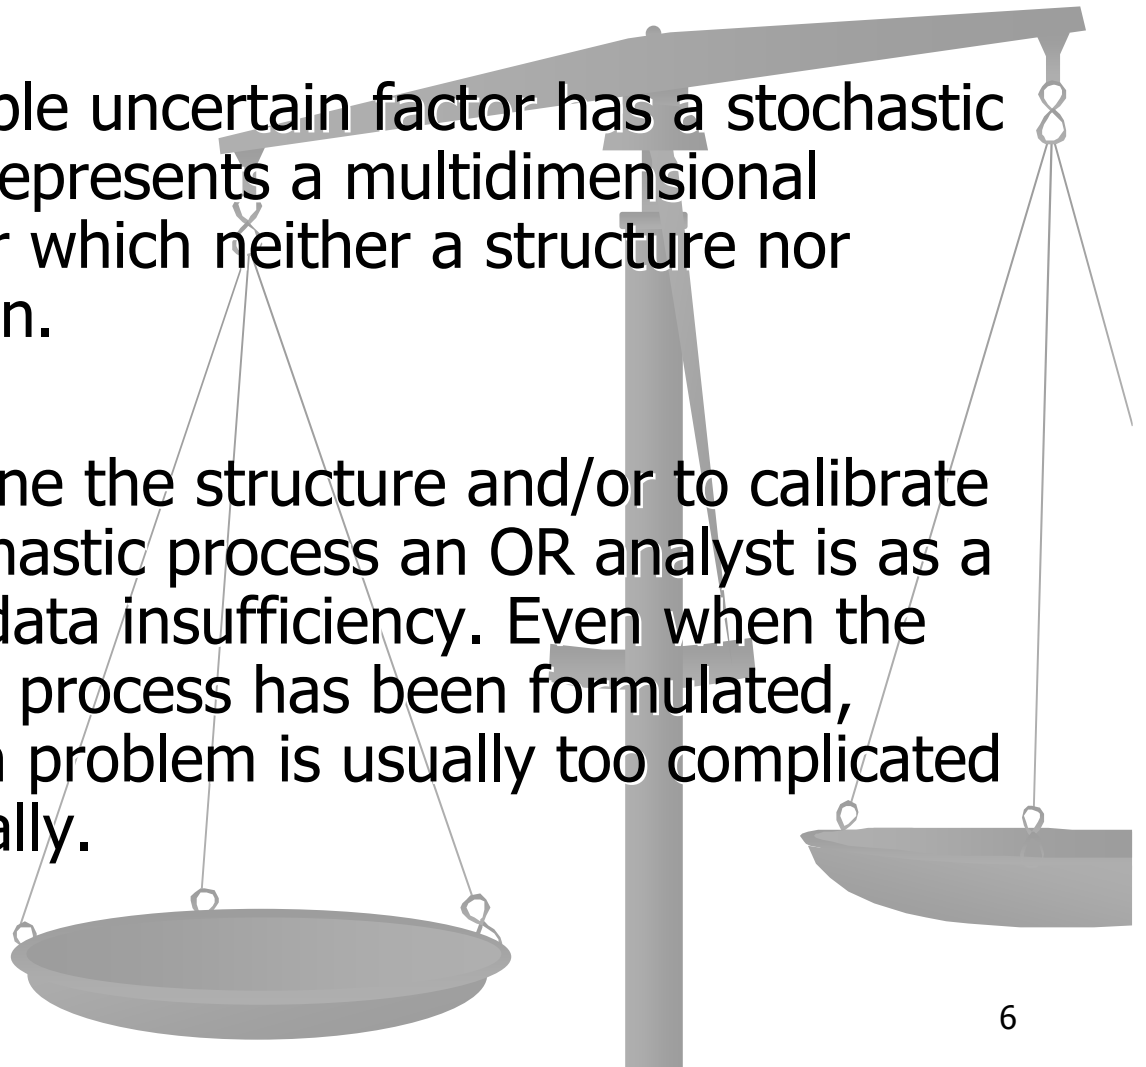 ple uncertain factor has a stochastic
epresents a multidimensional
r which neither a structure nor
n.
ne the structure and/or to calibrate
hastic process an OR analyst is as a
data insufficiency. Even when the
process has been formulated,
n problem is usually too complicated
ally.
6